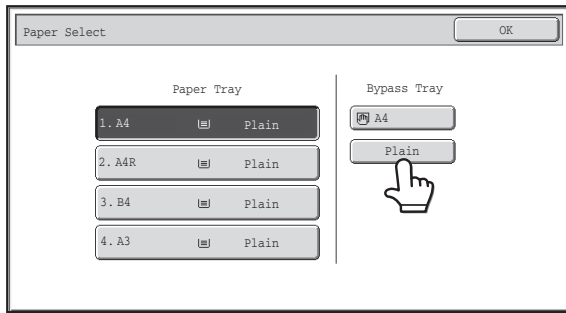 Paper Select
OK
Paper Tray
1. A4 Plain
2. A4R Plain
3. B4 Plain
4. A3 Plain
Bypass Tray
A4
Plain